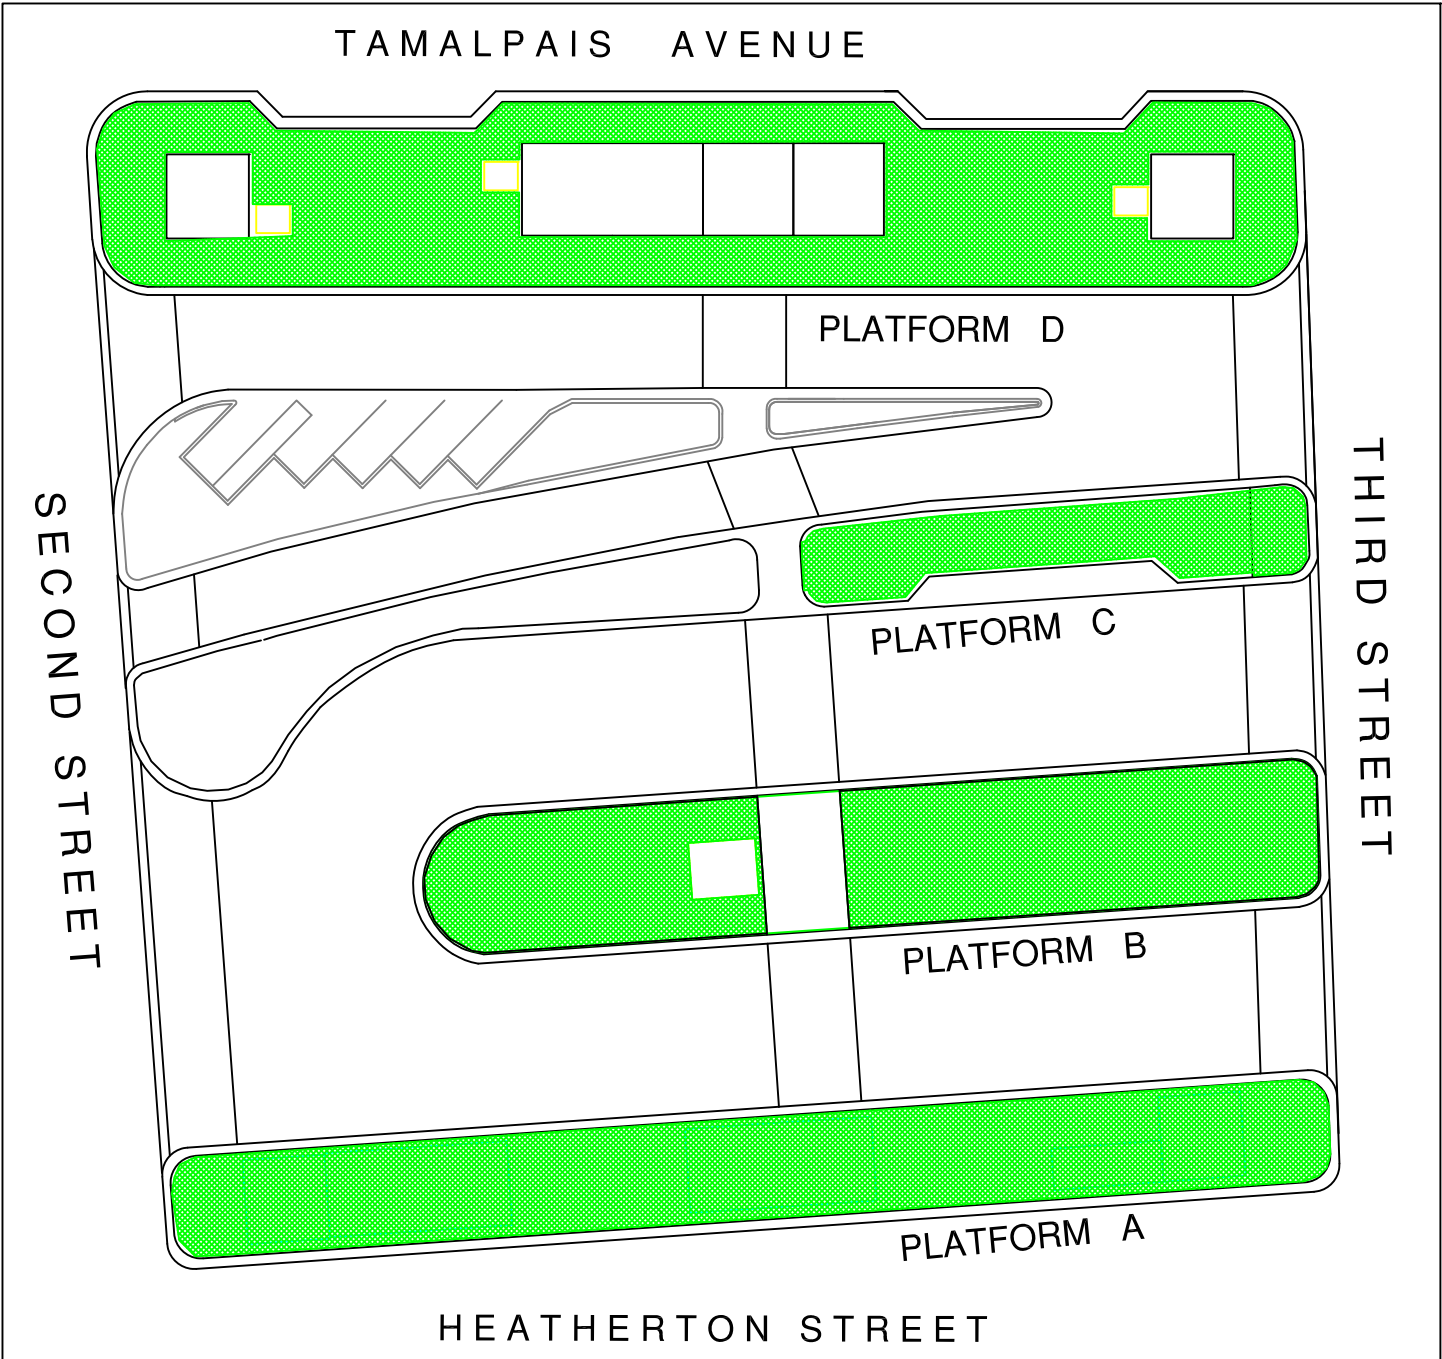 TAMALPAIS AVENUE
PLATFORM D
SECOND STREET
THIRD STREET
PLATFORM C
PLATFORM B
PLATFORM A
HEATHERTON STREET